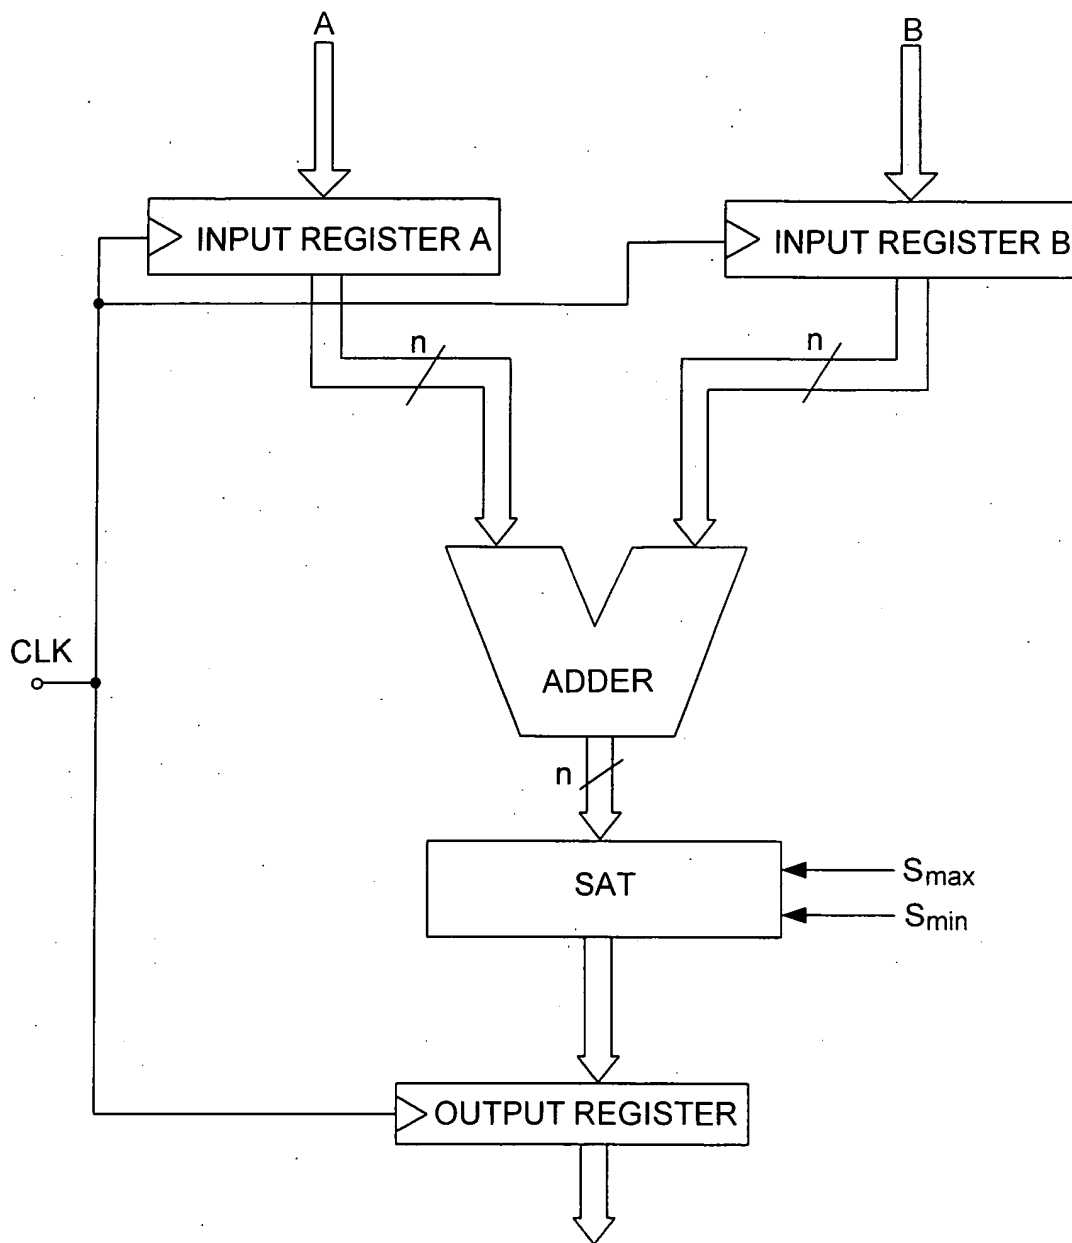 A
B
INPUT REGISTER A
INPUT REGISTER B
n
n
CLK
ADDER
n
SAT
Smax
Smin
OUTPUT REGISTER